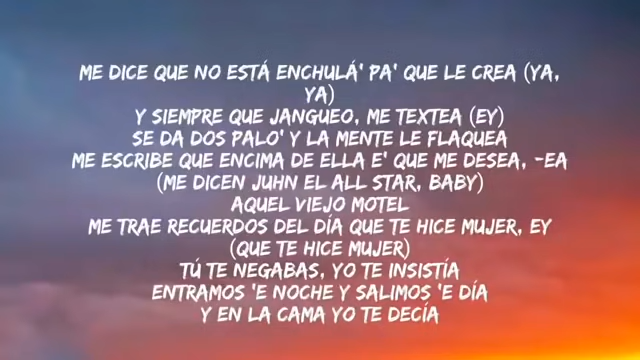 ME DICE QUE NO ESTÁ ENCHULÁ' PA' QUE LE CREA (YA,
YA)
Y SIEMPRE QUE JANGUEO, ME TEXTEA (EY)
SE DA DOS PALO' Y LA MENTE LE FLAQUEA
ME ESCRIBE QUE ENCIMA DE ELLA E' QUE ME DESEA, -EA
(ME DICEN JUHN EL ALL STAR, BABY)
AQUEL VIEJO MOTEL
ME TRAE RECUERDOS DEL DÍA QUE TE HICE MUJER, EY
(QUE TE HICE MUJER)
TÚ TE NEGABAS, YO TE INSISTÍA
ENTRAMOS 'E NOCHE Y SALIMOS 'E DÍA
Y EN LA CAMA YO TE DECÍA